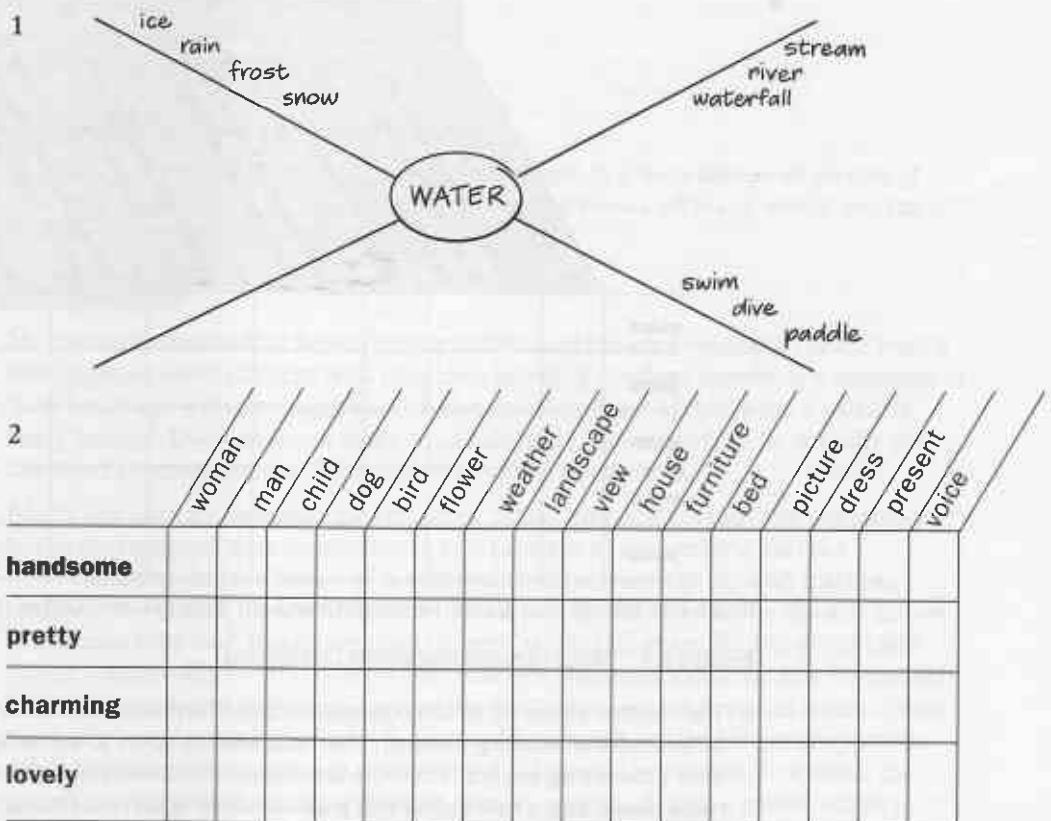 1
ice
rain
frost
snow
stream
river
waterfall
WATER
swim
dive
paddle
2
woman
man
child
dog
bird
flower
weather
landscape
view
house
furniture
bed
picture
dress
present
voice
handsome
pretty
charming
lovely